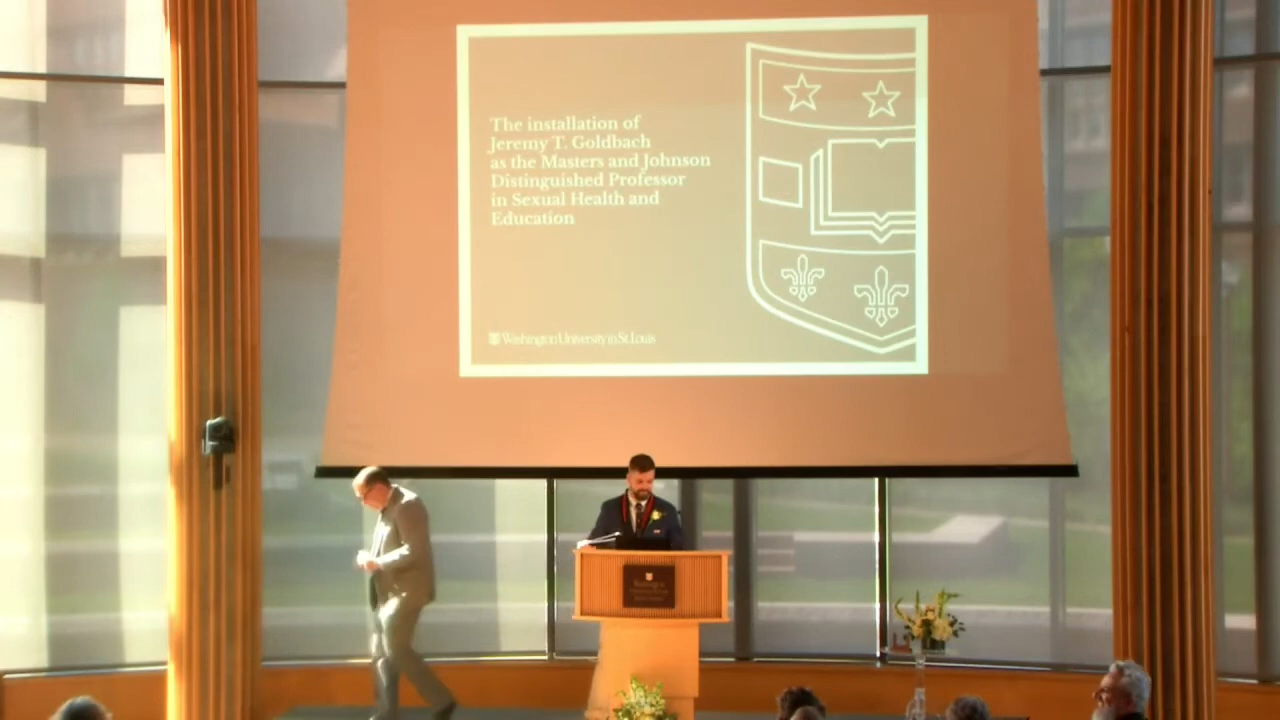 The installation of
Jeremy T. Goldbach
as the Masters and Johnson
Distinguished Professor
in Sexual Health and
Education
Washington University in St. Louis
Washington